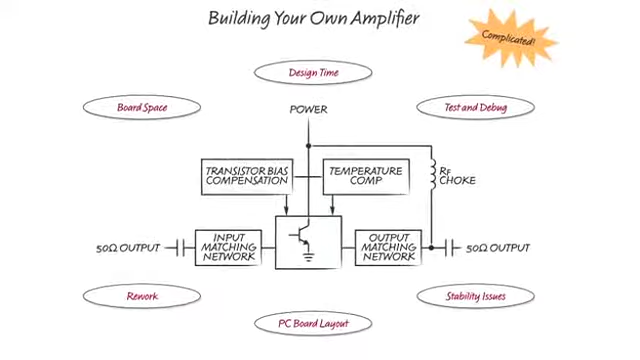 Building Your Own Amplifier
Complicated!
Design Time
Board Space
Test and Debug
POWER
TRANSISTOR BIAS
COMPENSATION
TEMPERATURE
COMP
RF
CHOKE
50Ω OUTPUT
INPUT
MATCHING
NETWORK
OUTPUT
MATCHING
NETWORK
50Ω OUTPUT
Rework
Stability Issues
PC Board Layout